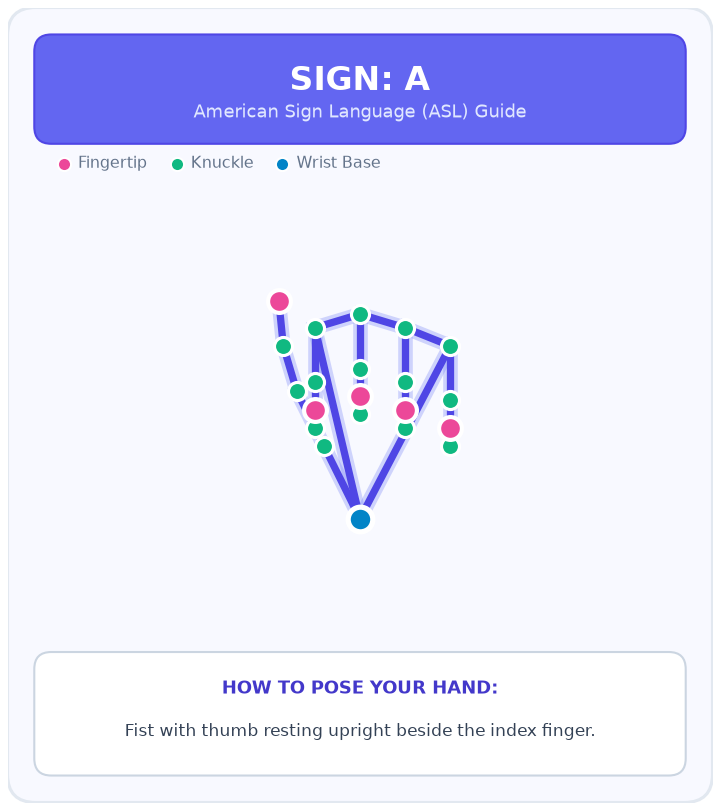 SIGN: A
American Sign Language (ASL) Guide
Fingertip Knuckle Wrist Base
HOW TO POSE YOUR HAND:
Fist with thumb resting upright beside the index finger.